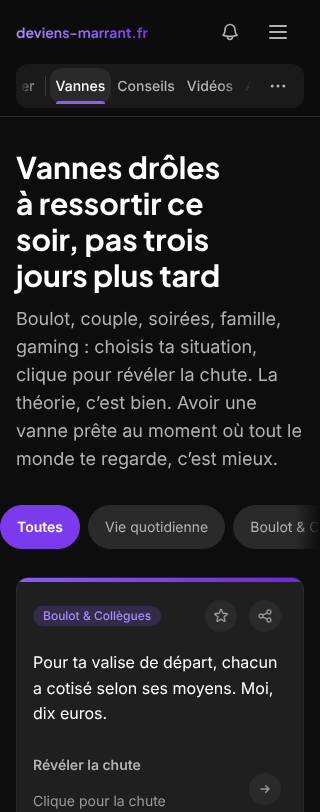 deviens-marrant.fr
er
Vannes
Conseils
Vidéos
Vannes drôles
à ressortir ce
soir, pas trois
jours plus tard
Boulot, couple, soirées, famille,
gaming : choisis ta situation,
clique pour révéler la chute. La
théorie, c’est bien. Avoir une
vanne prête au moment où tout le
monde te regarde, c’est mieux.
Toutes
Vie quotidienne
Boulot & C
Boulot & Collègues
Pour ta valise de départ, chacun
a cotisé selon ses moyens. Moi,
dix euros.
Révéler la chute
Clique pour la chute